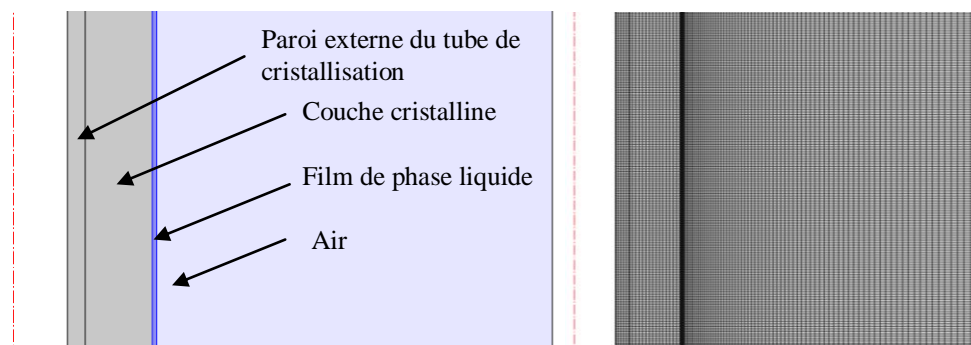 Paroi externe du tube de
cristallisation
Couche cristalline
Film de phase liquide
Air